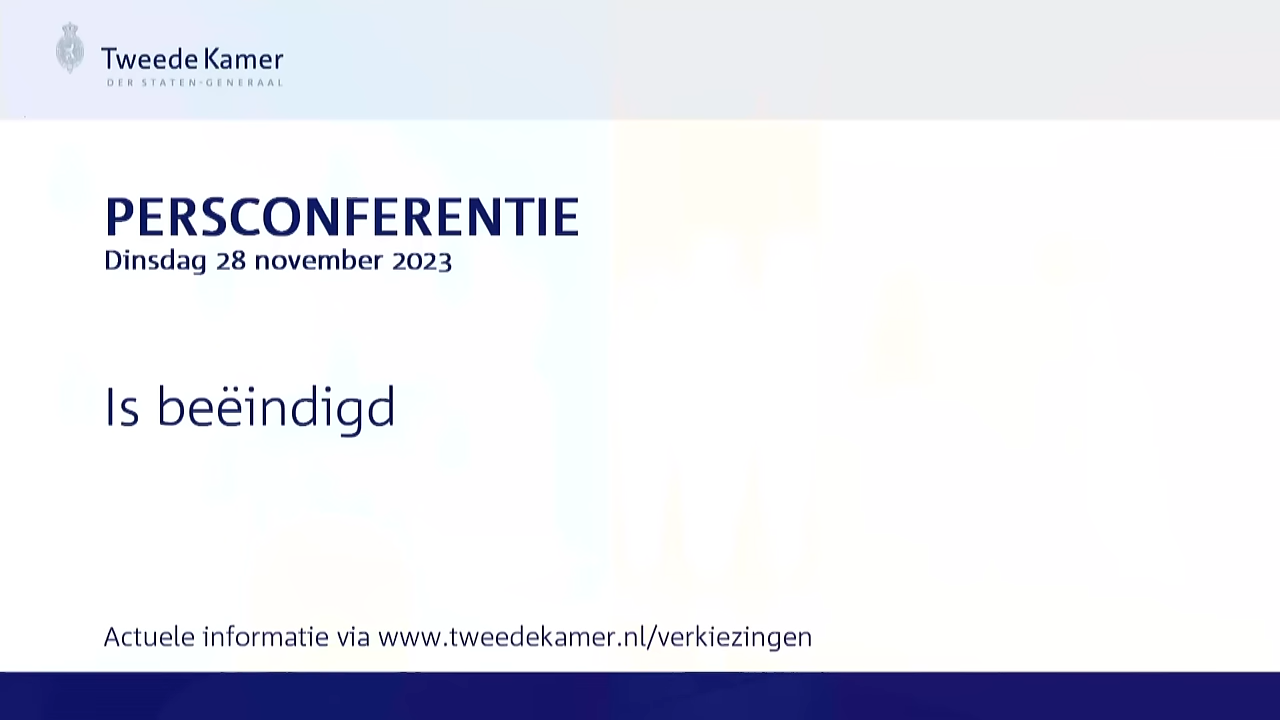 Tweede Kamer
DER STATEN-GENERAAL
PERSCONFERENTIE
Dinsdag 28 november 2023
Is beëindigd
Actuele informatie via www.tweedekamer.nl/verkiezingen